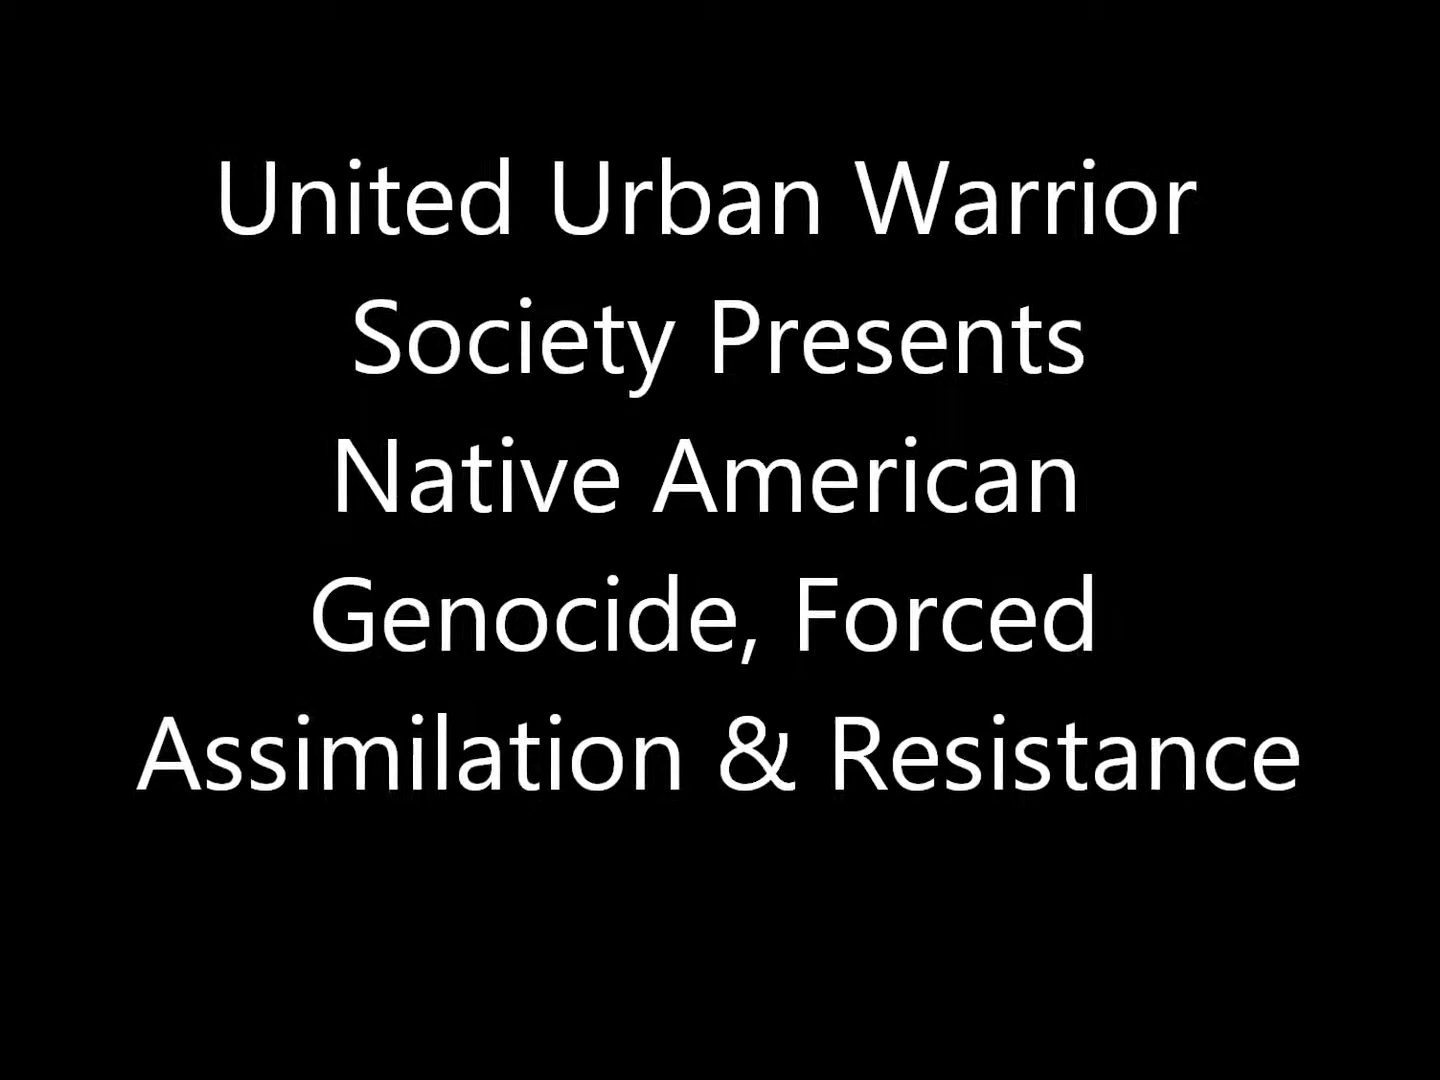 United Urban Warrior
Society Presents
Native American
Genocide, Forced
Assimilation & Resistance